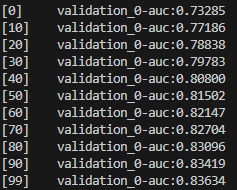 [0]	validation_0-auc:0.73285
[10]	validation_0-auc:0.77186
[20]	validation_0-auc:0.78838
[30]	validation_0-auc:0.79783
[40]	validation_0-auc:0.80800
[50]	validation_0-auc:0.81502
[60]	validation_0-auc:0.82147
[70]	validation_0-auc:0.82704
[80]	validation_0-auc:0.83096
[90]	validation_0-auc:0.83419
[99]	validation_0-auc:0.83634